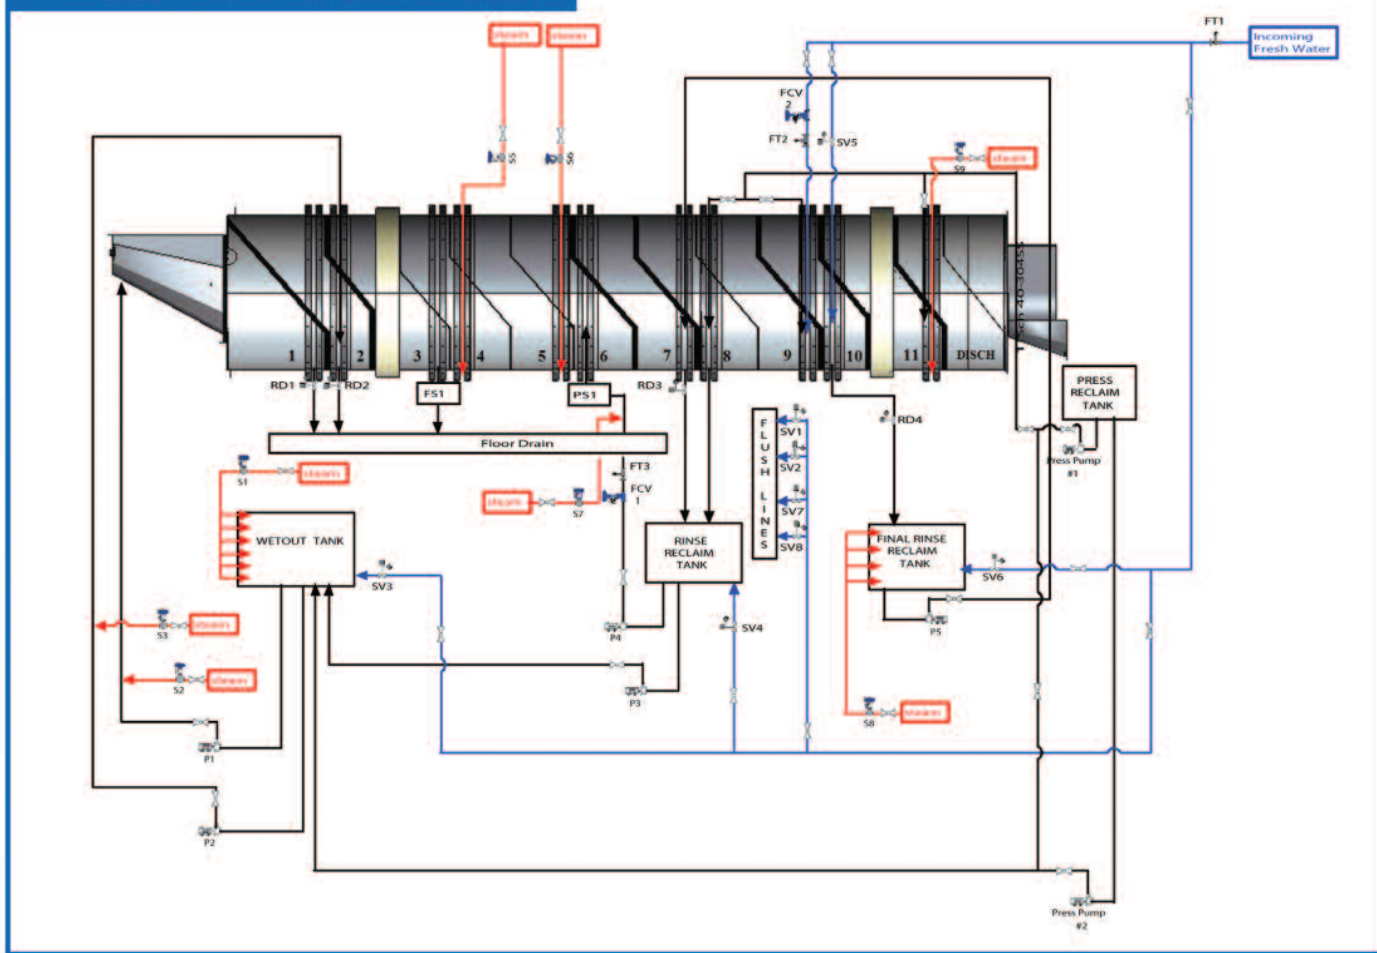 steam
steam
FT1
Incoming
Fresh Water
FCV
2
FT2
SV5
S5
S6
S9
steam
Sch 40-304SS
1
2
3
4
5
6
7
8
9
10
11
DISCH
RD1
RD2
FS1
PS1
RD3
PRESS
RECLAIM
TANK
RD4
FLUSH LINES
SV1
SV2
SV7
SV8
Floor Drain
Press Pump
#1
FT3
FCV
1
S1
steam
steam
S7
WETOUT TANK
RINSE
RECLAIM
TANK
FINAL RINSE
RECLAIM
TANK
SV3
SV6
S3
steam
P4
SV4
P5
S2
steam
P3
S8
steam
P1
P2
Press Pump
#2